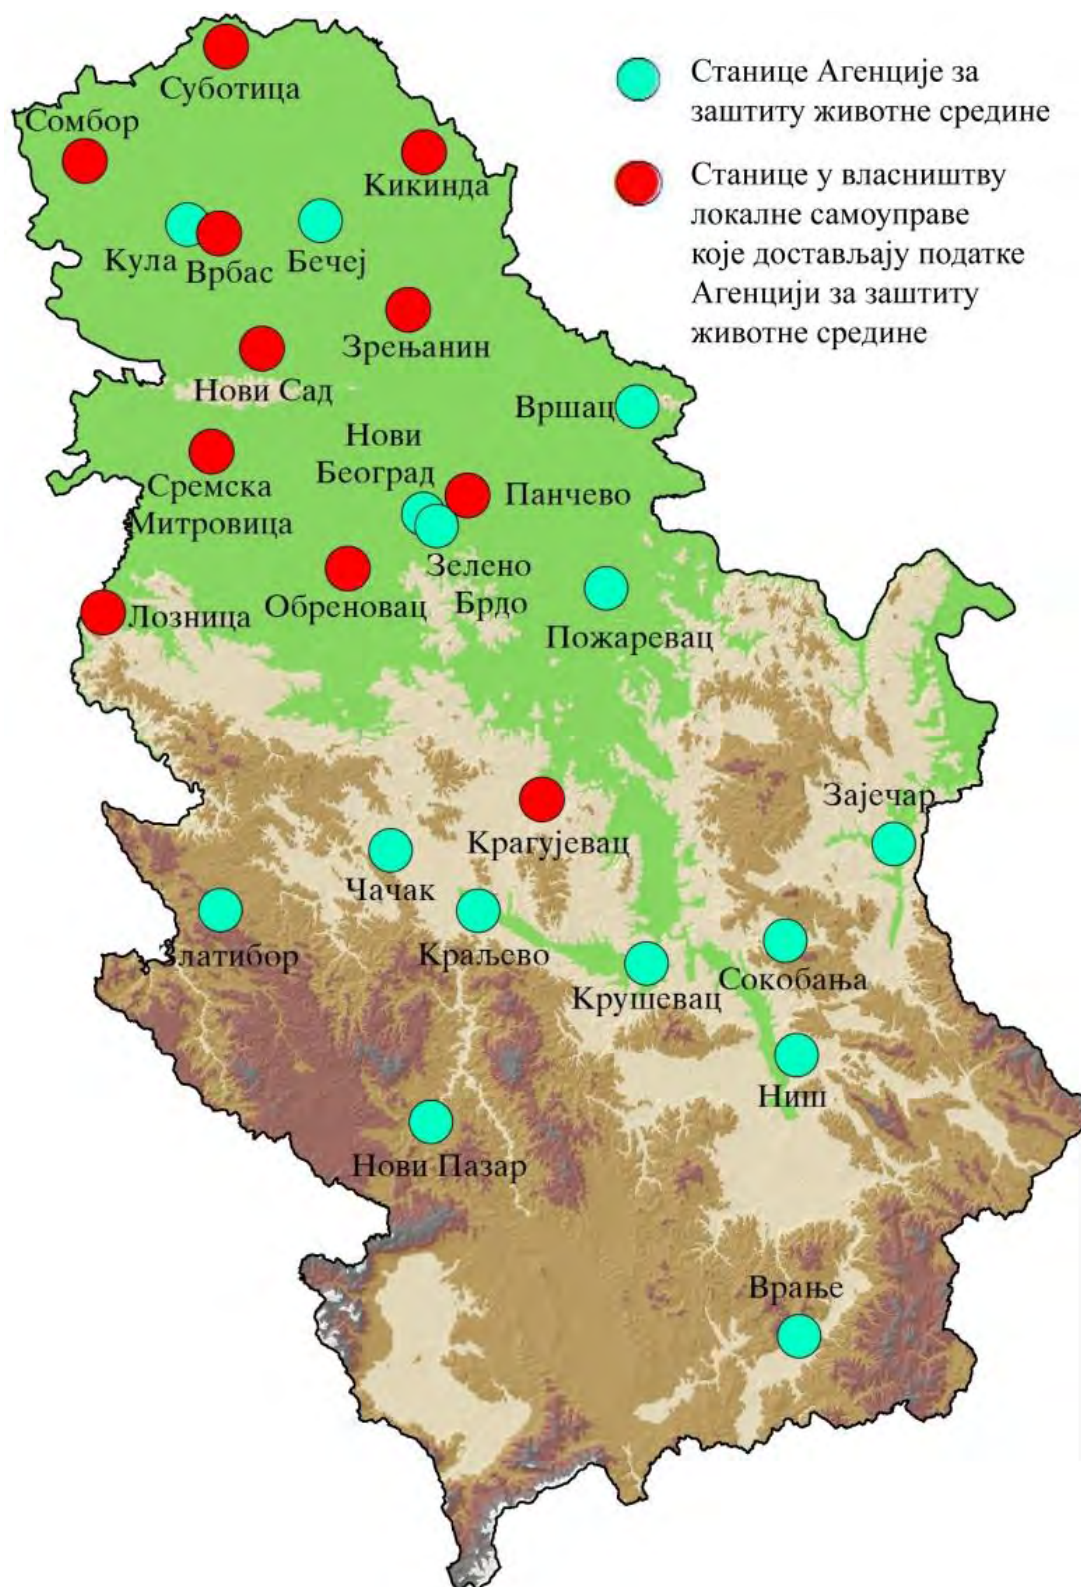 Суботица
Сомбор
Кикинда
Кула
Врбас
Бечеј
Зрењанин
Нови Сад
Вршац
Нови
Београд
Сремска
Митровица
Панчево
Зелено
Брдо
Обреновац
Лозница
Пожаревац
Зајечар
Крагујевац
Чачак
Златибор
Краљево
Крушевац
Сокобања
Ниш
Нови Пазар
Врање
Станице Агенције за
заштиту животне средине
Станице у власништву
локалне самоуправе
које достављају податке
Агенцији за заштиту
животне средине